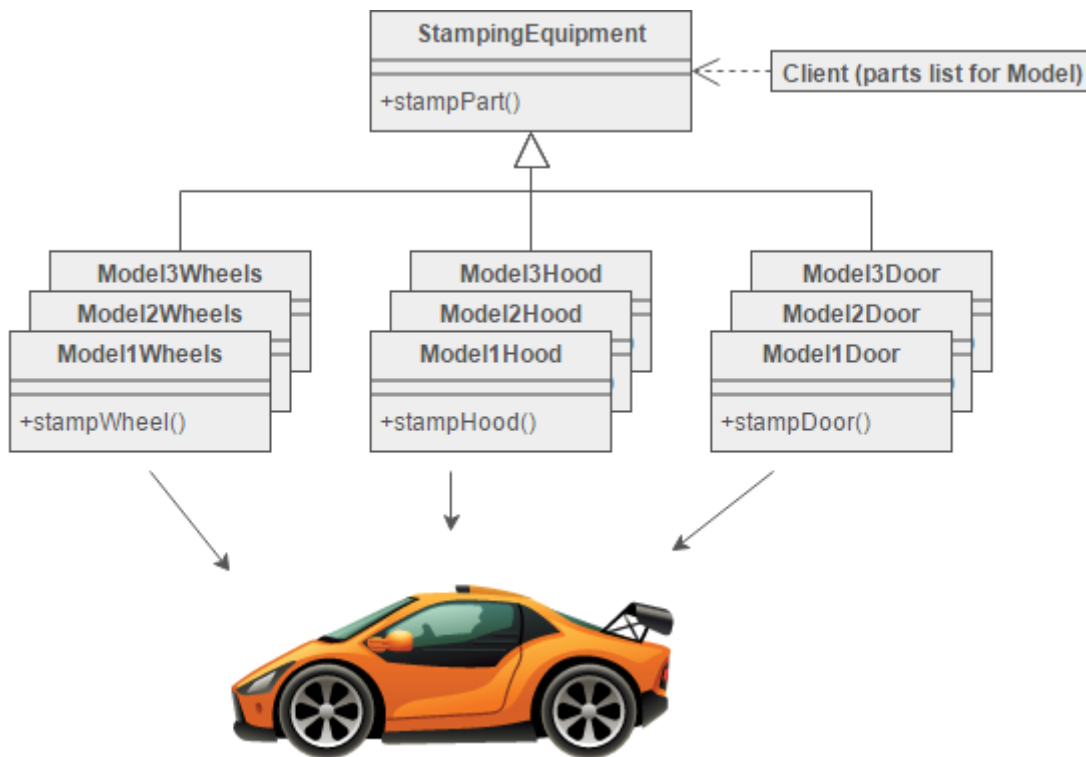 StampingEquipment
Client (parts list for Model)
+stampPart()
Model3Wheels
Model3Hood
Model3Door
Model2Wheels
Model2Hood
Model2Door
Model1Wheels
Model1Hood
Model1Door
+stampWheel()
+stampHood()
+stampDoor()